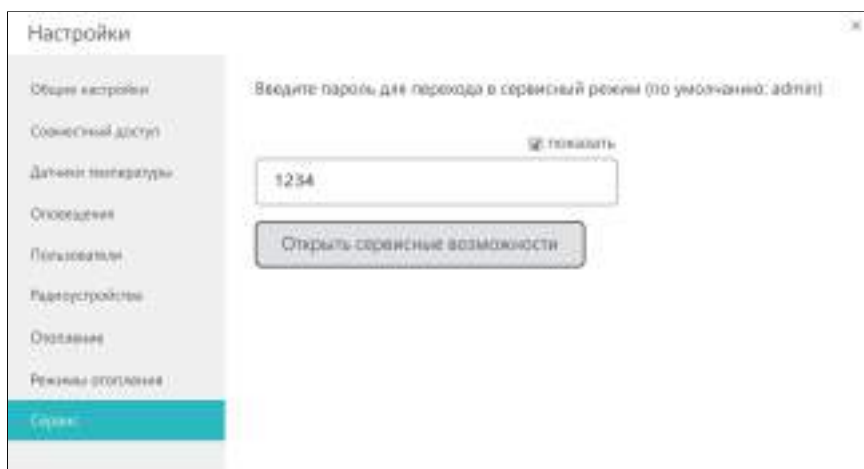 Настройки
×
Общие настройки
Совместный доступ
Датчики температуры
Оповещения
Пользователи
Радиоустройства
Отопление
Режимы отопления
Сервис
Введите пароль для перехода в сервисный режим (по умолчанию: admin)
показать
1234
Открыть сервисные возможности